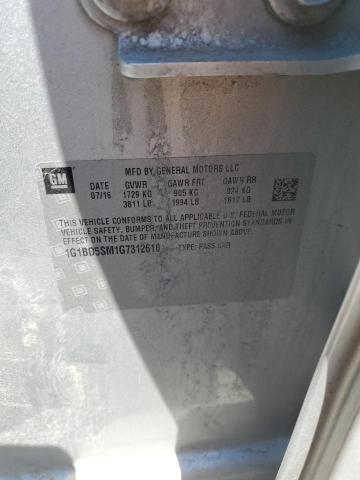 GM
MFD BY GENERAL MOTORS LLC
DATE GVWR GAWR FRT GAWR RR
07/16 1729 KG 905 KG 824 KG
3811 LB 1994 LB 1817 LB
THIS VEHICLE CONFORMS TO ALL APPLICABLE U.S. FEDERAL MOTOR
VEHICLE SAFETY, BUMPER, AND THEFT PREVENTION STANDARDS IN
EFFECT ON THE DATE OF MANUFACTURE SHOWN ABOVE.
1G1BD5SM1G7312610 TYPE: PASS CAR